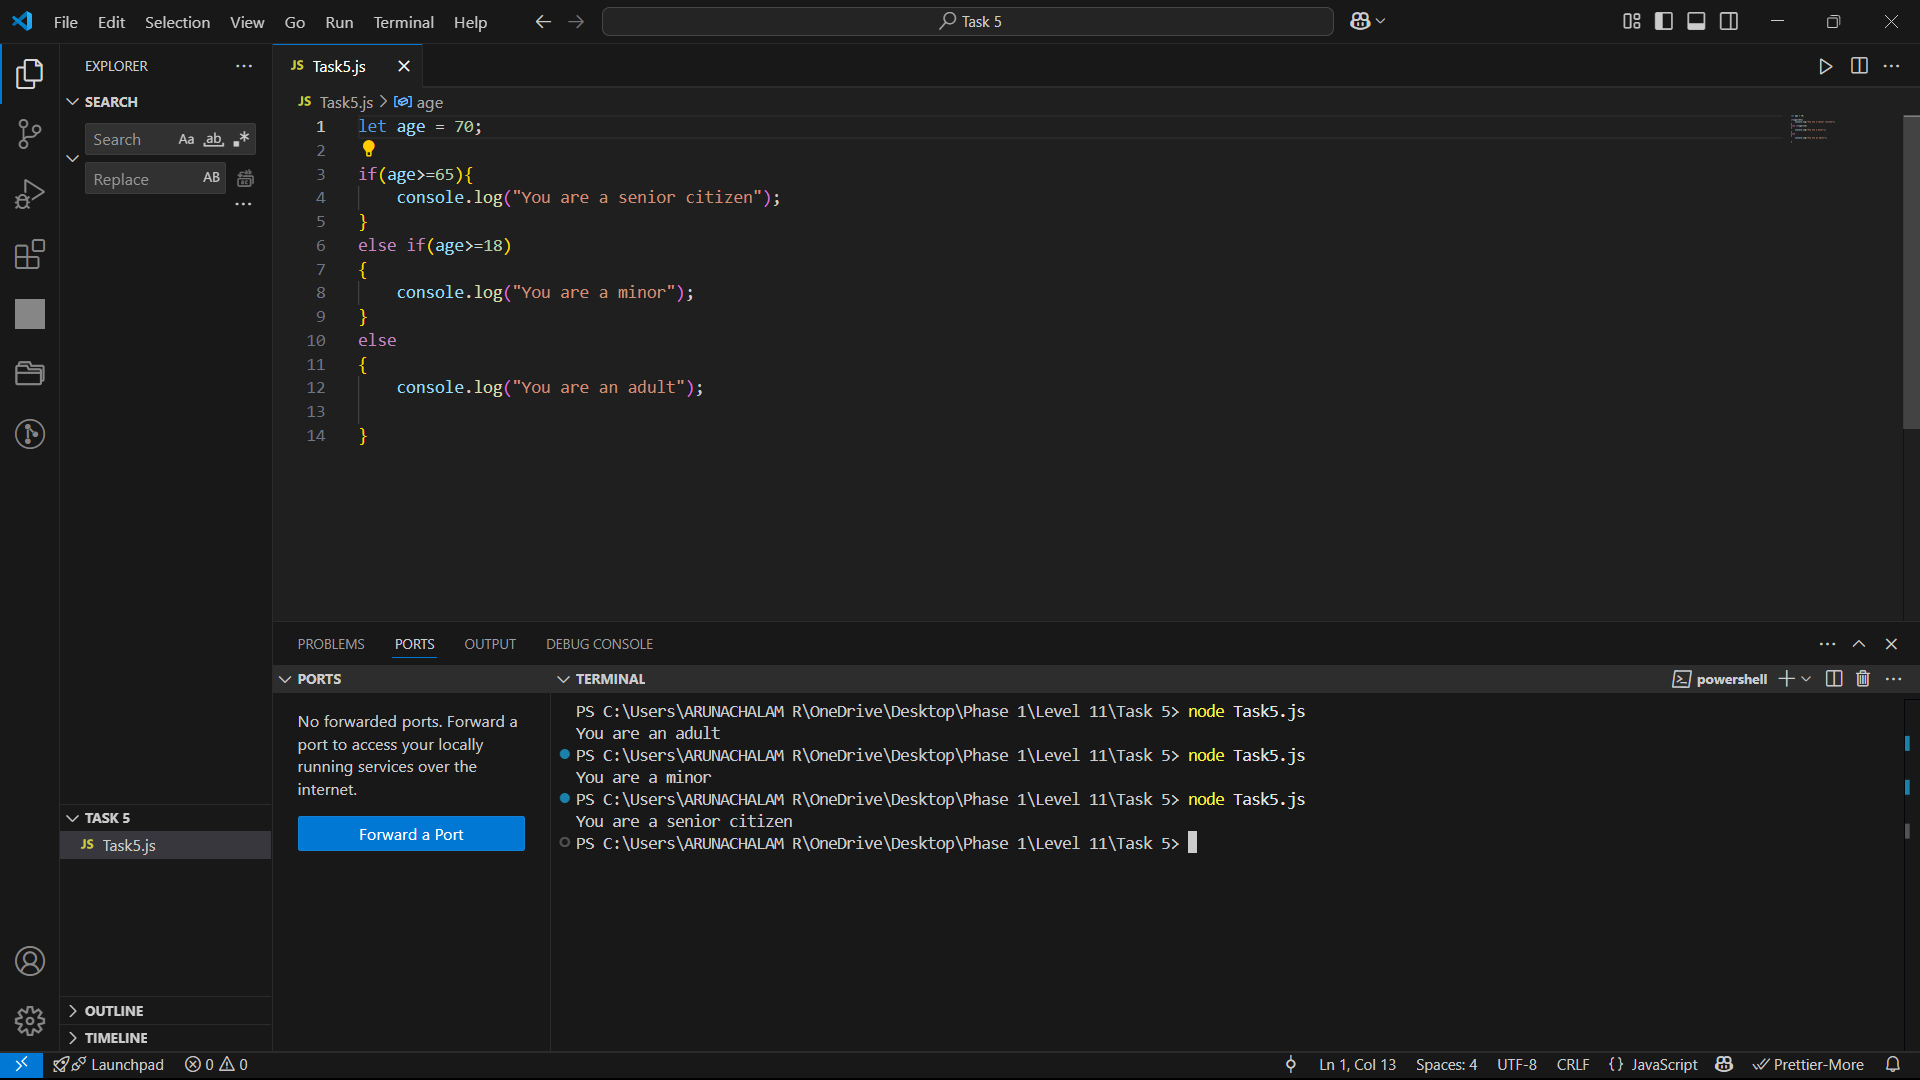 File Edit Selection View Go Run Terminal Help
Task 5
EXPLORER
SEARCH
Search Aa ab
Replace AB
TASK 5
JS Task5.js
OUTLINE
TIMELINE
JS Task5.js
JS Task5.js > age
1 let age = 70;
2
3 if(age>=65){
4 console.log("You are a senior citizen");
5 }
6 else if(age>=18)
7 {
8 console.log("You are a minor");
9 }
10 else
11 {
12 console.log("You are an adult");
13
14 }
PROBLEMS PORTS OUTPUT DEBUG CONSOLE
PORTS
No forwarded ports. Forward a
port to access your locally
running services over the
internet.
Forward a Port
TERMINAL
powershell
PS C:\Users\ARUNACHALAM R\OneDrive\Desktop\Phase 1\Level 11\Task 5> node Task5.js
You are an adult
PS C:\Users\ARUNACHALAM R\OneDrive\Desktop\Phase 1\Level 11\Task 5> node Task5.js
You are a minor
PS C:\Users\ARUNACHALAM R\OneDrive\Desktop\Phase 1\Level 11\Task 5> node Task5.js
You are a senior citizen
PS C:\Users\ARUNACHALAM R\OneDrive\Desktop\Phase 1\Level 11\Task 5>
Launchpad 0 0 Ln 1, Col 13 Spaces: 4 UTF-8 CRLF {} JavaScript Prettier-More